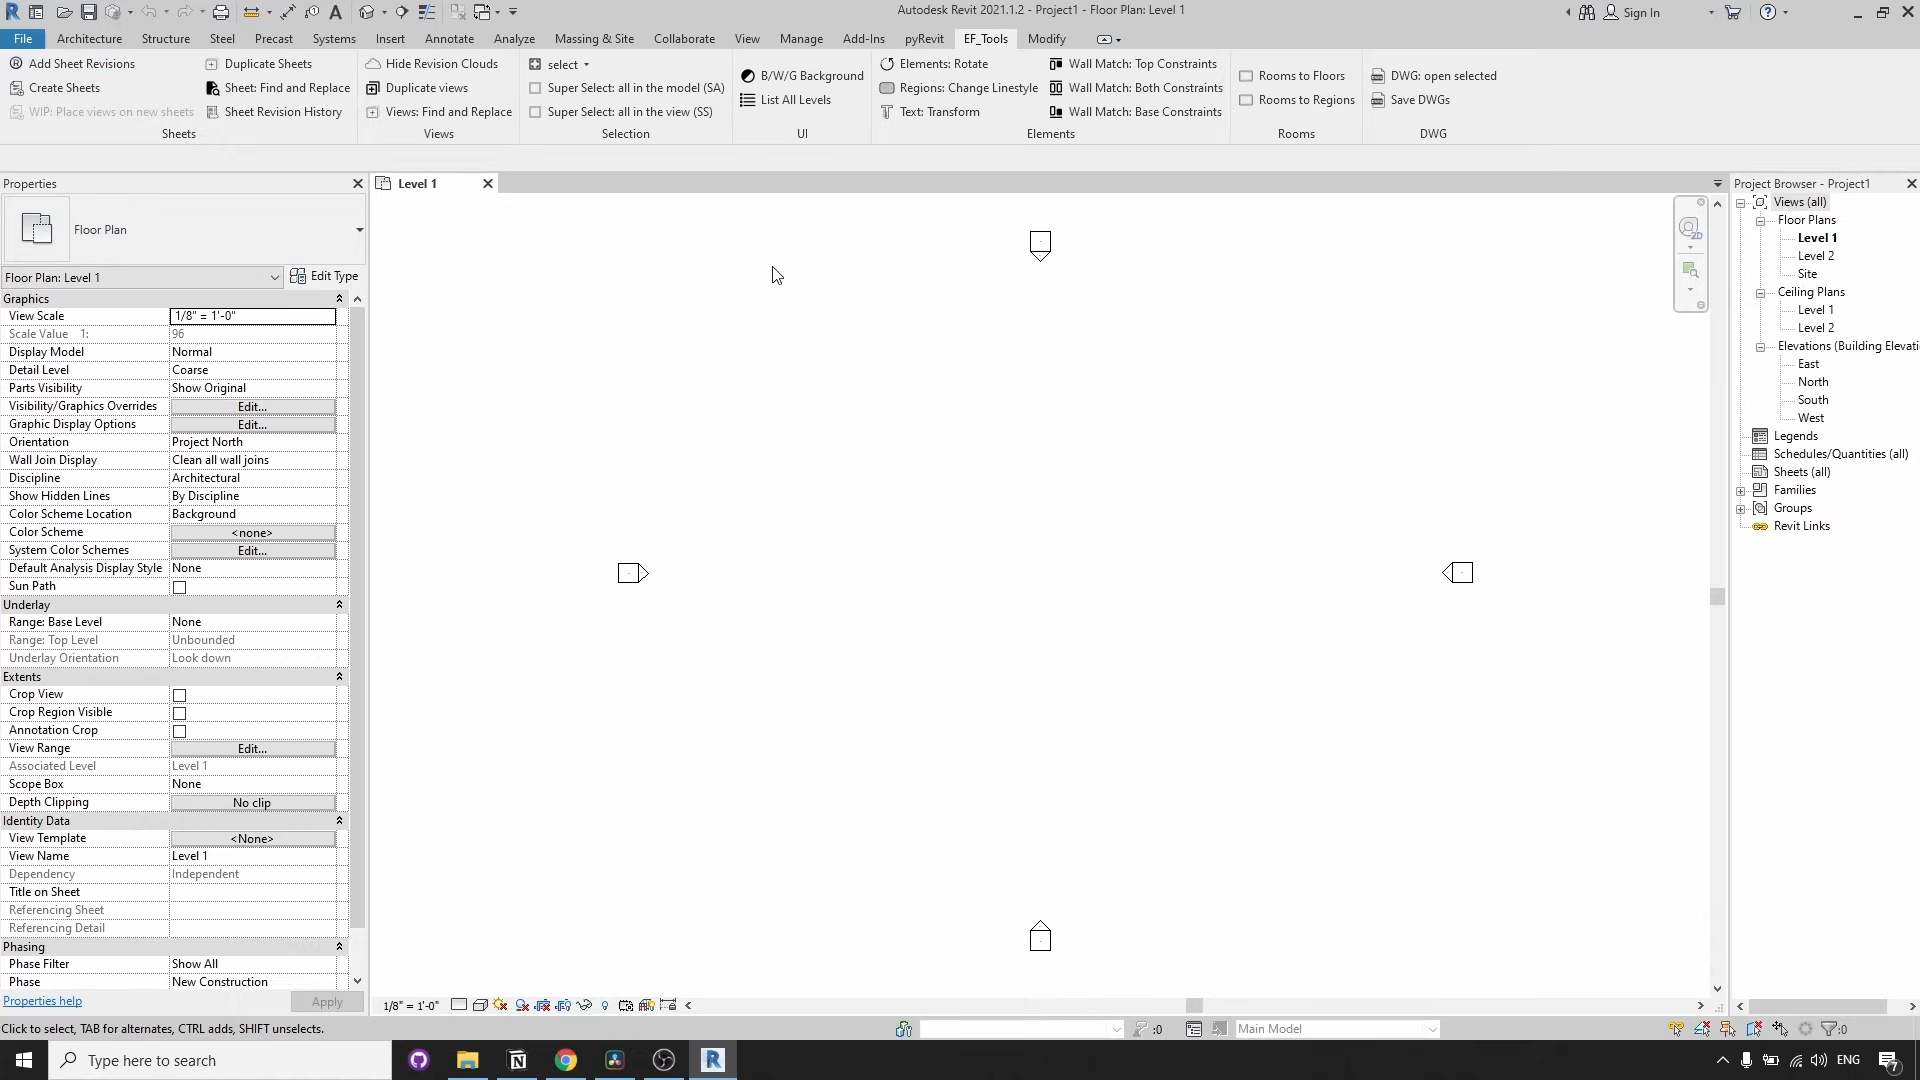 Autodesk Revit 2021.1.2 - Project1 - Floor Plan: Level 1
Sign In
File Architecture Structure Steel Precast Systems Insert Annotate Analyze Massing & Site Collaborate View Manage Add-Ins pyRevit EF_Tools Modify
Add Sheet Revisions
Create Sheets
WIP: Place views on new sheets
Duplicate Sheets
Sheet: Find and Replace
Sheet Revision History
Sheets
Hide Revision Clouds
Duplicate views
Views: Find and Replace
Views
select
Super Select: all in the model (SA)
Super Select: all in the view (SS)
Selection
B/W/G Background
List All Levels
UI
Elements: Rotate
Regions: Change Linestyle
Text: Transform
Wall Match: Top Constraints
Wall Match: Both Constraints
Wall Match: Base Constraints
Elements
Rooms to Floors
Rooms to Regions
Rooms
DWG: open selected
Save DWGs
DWG
Properties
Floor Plan
Floor Plan: Level 1
Edit Type
Graphics
View Scale 1/8" = 1'-0"
Scale Value 1: 96
Display Model Normal
Detail Level Coarse
Parts Visibility Show Original
Visibility/Graphics Overrides Edit...
Graphic Display Options Edit...
Orientation Project North
Wall Join Display Clean all wall joins
Discipline Architectural
Show Hidden Lines By Discipline
Color Scheme Location Background
Color Scheme <none>
System Color Schemes Edit...
Default Analysis Display Style None
Sun Path
Underlay
Range: Base Level None
Range: Top Level Unbounded
Underlay Orientation Look down
Extents
Crop View
Crop Region Visible
Annotation Crop
View Range Edit...
Associated Level Level 1
Scope Box None
Depth Clipping No clip
Identity Data
View Template <None>
View Name Level 1
Dependency Independent
Title on Sheet
Referencing Sheet
Referencing Detail
Phasing
Phase Filter Show All
Phase New Construction
Properties help
Apply
Level 1
2D
1/8" = 1'-0"
Project Browser - Project1
Views (all)
Floor Plans
Level 1
Level 2
Site
Ceiling Plans
Level 1
Level 2
Elevations (Building Elevati
East
North
South
West
Legends
Schedules/Quantities (all)
Sheets (all)
Families
Groups
Revit Links
Click to select, TAB for alternates, CTRL adds, SHIFT unselects.
:0
Main Model
:0
Type here to search
ENG
7